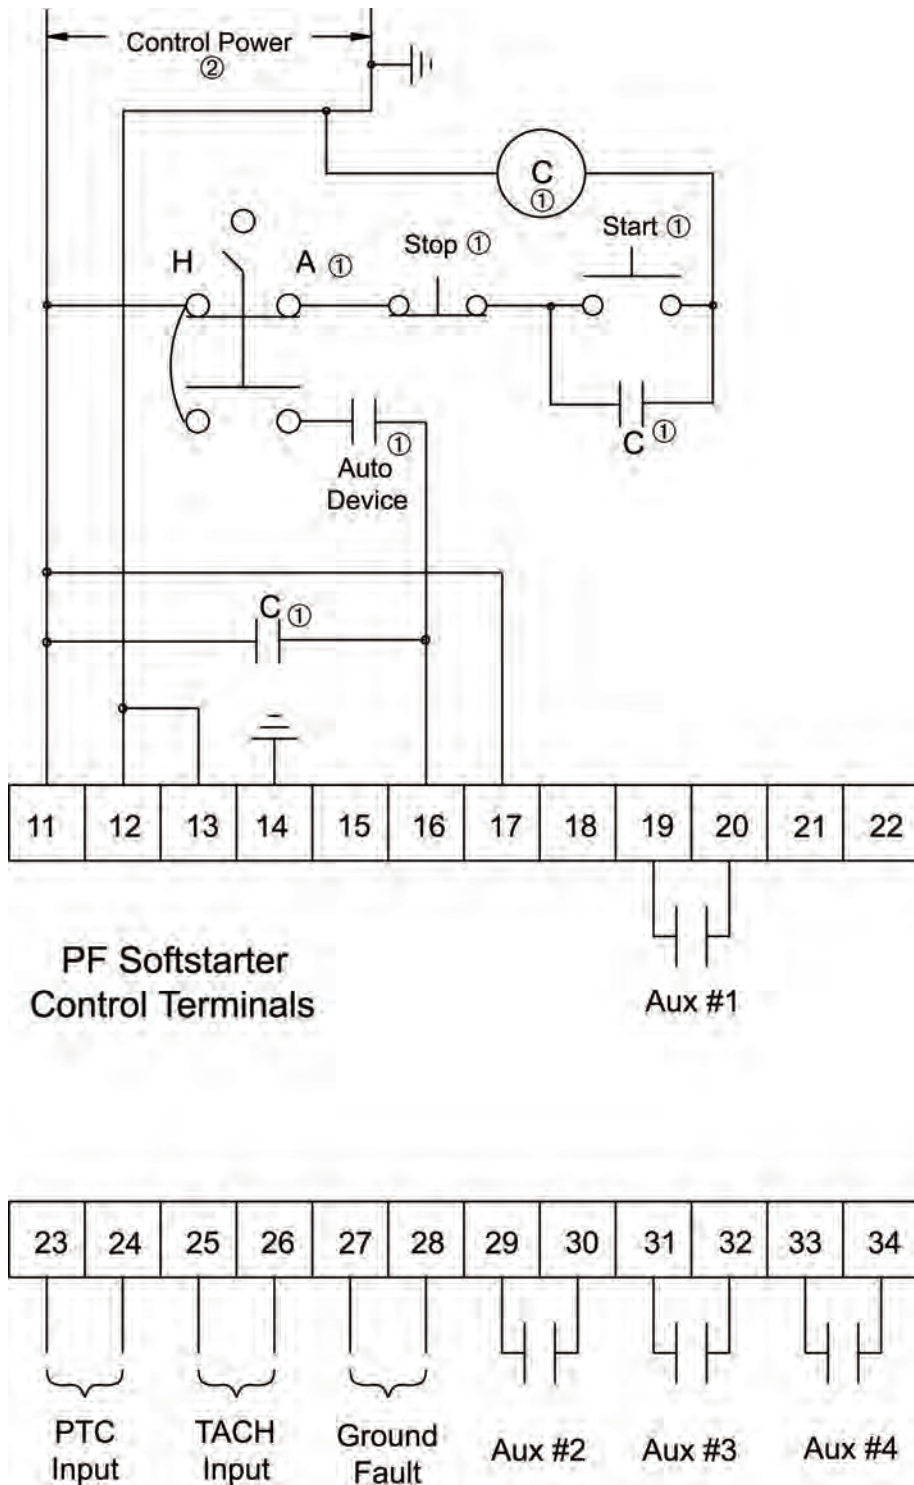 Control Power
②
C
①
H
A ①
Stop ①
Start ①
C ①
①
Auto
Device
C ①
11 12 13 14 15 16 17 18 19 20 21 22
PF Softstarter
Control Terminals
Aux #1
23 24 25 26 27 28 29 30 31 32 33 34
PTC
Input
TACH
Input
Ground
Fault
Aux #2
Aux #3
Aux #4